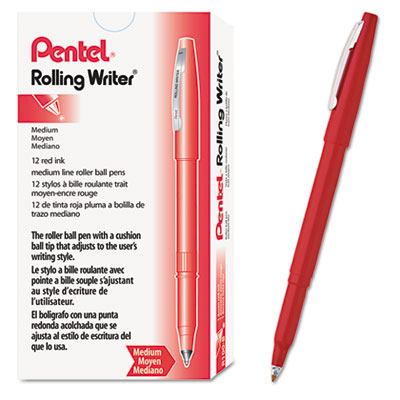 Pentel®
Rolling Writer®
Medium
Moyen
Mediano
12 red ink
medium line roller ball pens
12 stylos à bille roulante trait
moyen-encre rouge
12 de tinta roja pluma a bolilla de
trazo mediano
The roller ball pen with a cushion
ball tip that adjusts to the user's
writing style.
Le stylo à bille roulante avec
pointe à bille souple s'ajustant
au style d'ecriture de
l'utilisateur.
El boligrafo con una punta
redonda acolchada que se
ajusta al estilo de escritura del
que lo usa.
Medium
Moyen
Mediano
Pentel® Rolling Writer®